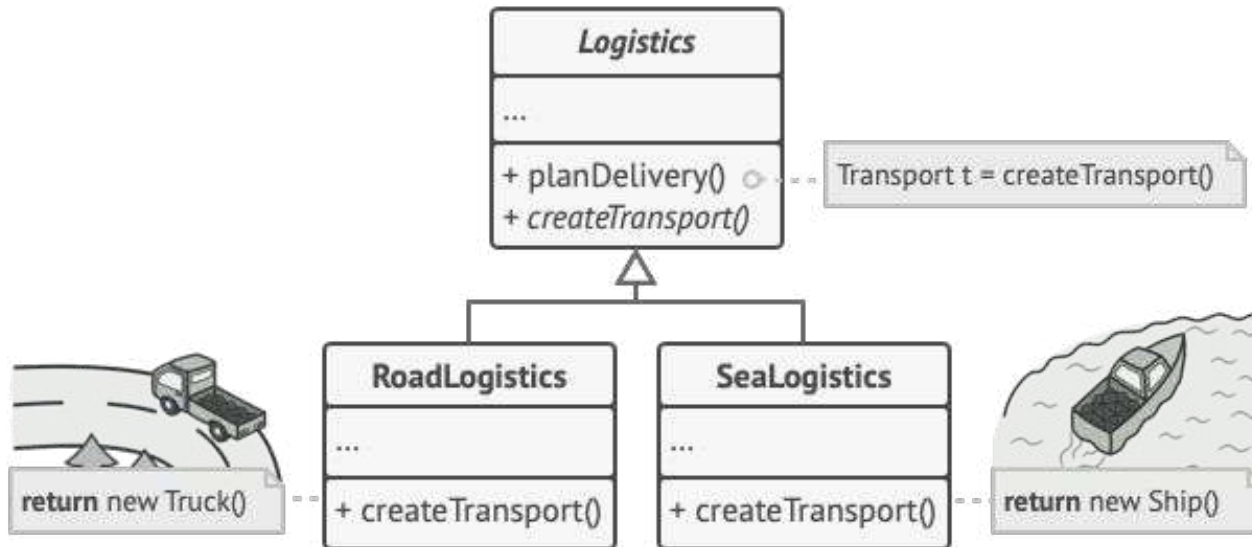 Logistics
...
+ planDelivery()
+ createTransport()
Transport t = createTransport()
RoadLogistics
...
+ createTransport()
SeaLogistics
...
+ createTransport()
return new Truck()
return new Ship()